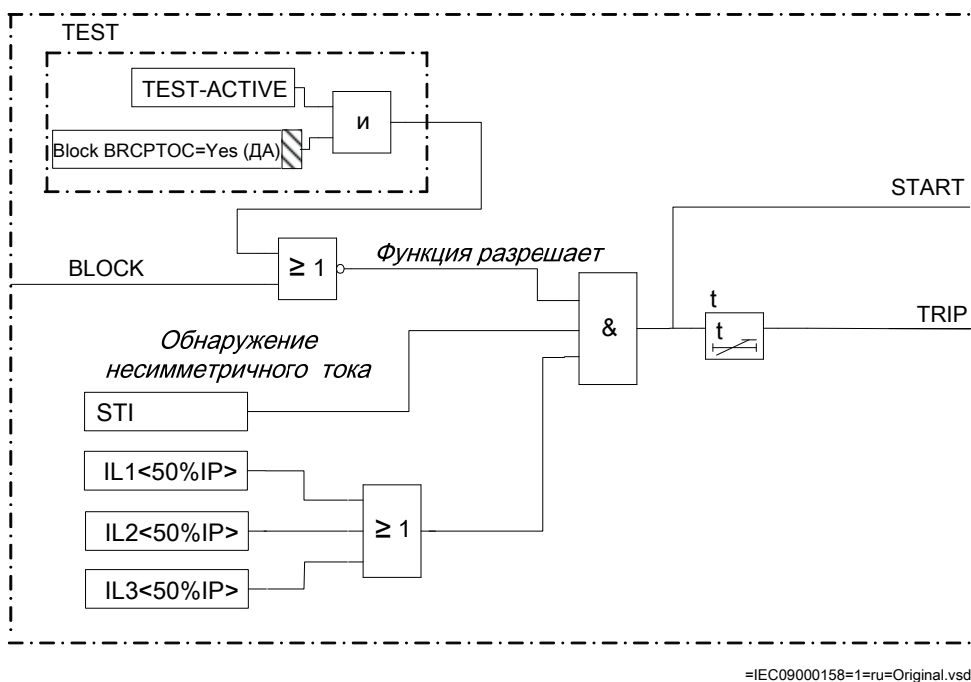 TEST
TEST-ACTIVE
и
Block BRCPTOC=Yes (ДА)
START
BLOCK
≥ 1
Функция разрешает
&
t
t
TRIP
Обнаружение
несимметричного тока
STI
IL1<50%IP>
IL2<50%IP>
≥ 1
IL3<50%IP>
=IEC09000158=1=ru=Original.vsd